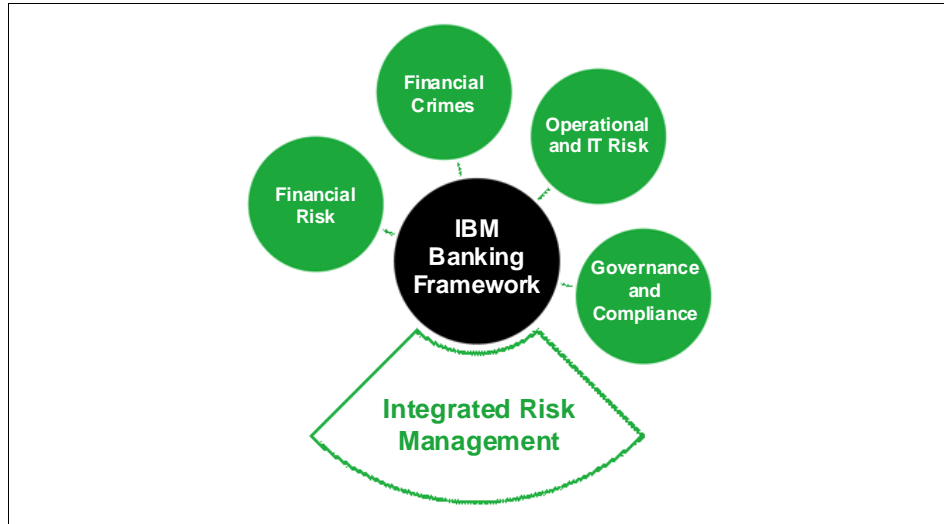 Financial
Crimes
Operational
and IT Risk
Financial
Risk
IBM
Banking
Framework
Governance
and
Compliance
Integrated Risk
Management